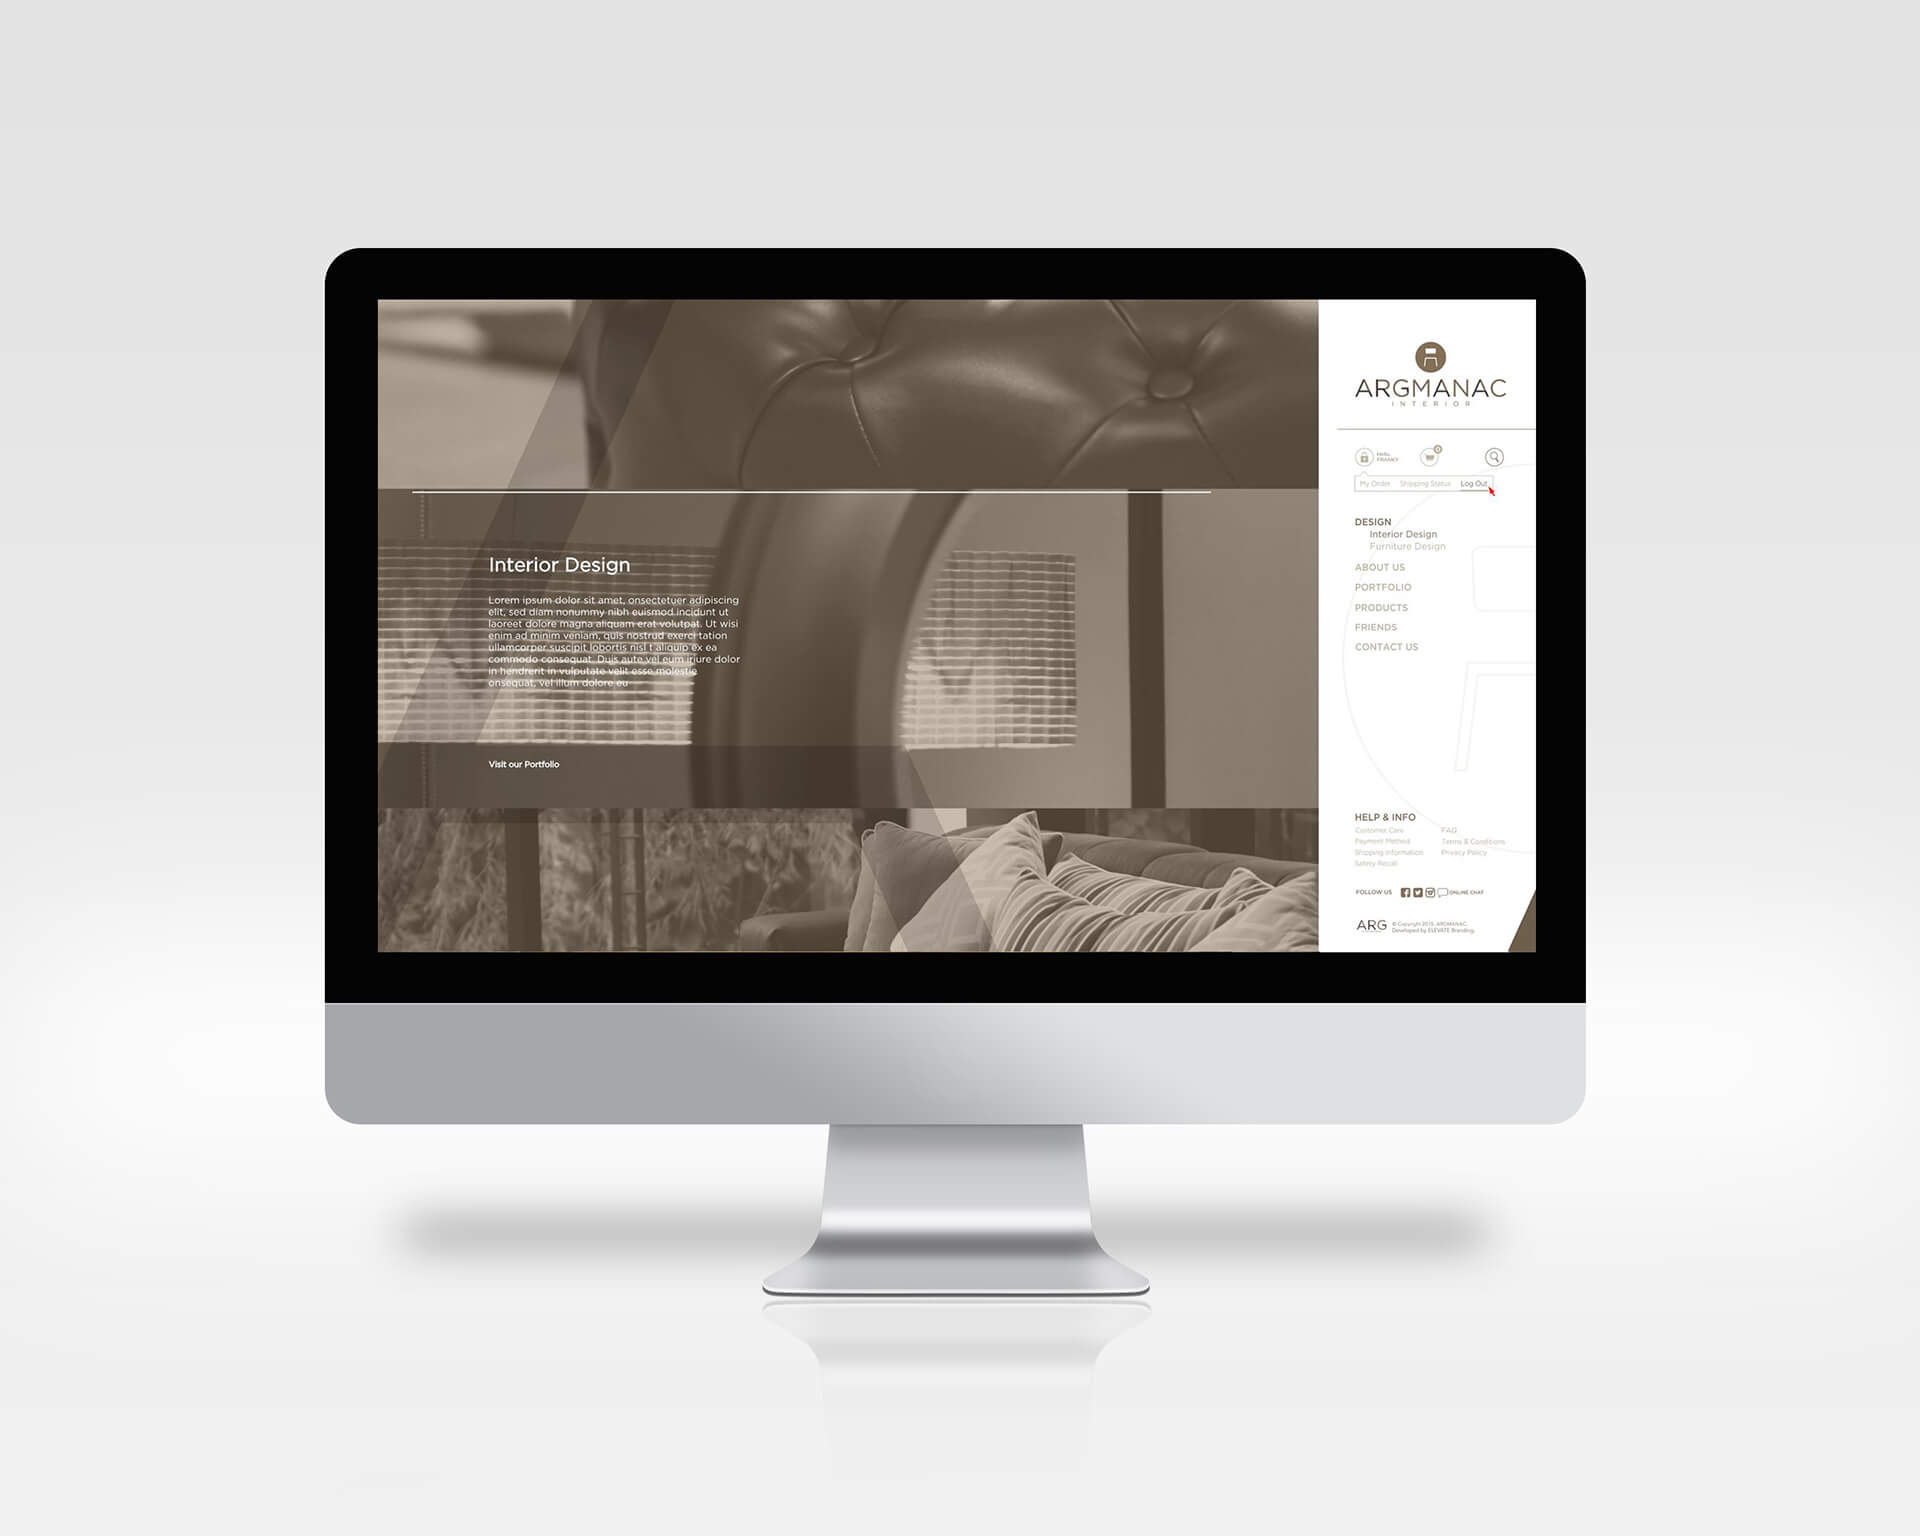 Interior Design
Lorem ipsum dolor sit amet, onsectetuer adipiscing
elit, sed diam nonummy nibh euismod incidunt ut
laoreet dolore magna aliquam erat volutpat. Ut wisi
enim ad minim veniam, quis nostrud exerci tation
ullamcorper suscipit lobortis nisl t aliquip ex ea
commodo consequat. Duis aute vel eum iriure dolor
in hendrerit in vulputate velit esse molestie
onsequat, vel illum dolore eu
Visit our Portfolio
ARGMANAC
INTERIOR
FRANKY
0
My Order Shipping Status Log Out
DESIGN
Interior Design
Furniture Design
ABOUT US
PORTFOLIO
PRODUCTS
FRIENDS
CONTACT US
HELP & INFO
Customer Care FAQ
Payment Method Terms & Conditions
Shipping Information Privacy Policy
Safety Recall
FOLLOW US ONLINE CHAT
ARG
© Copyright 2015. ARGMANAC.
Developed by ELEVATE Branding.